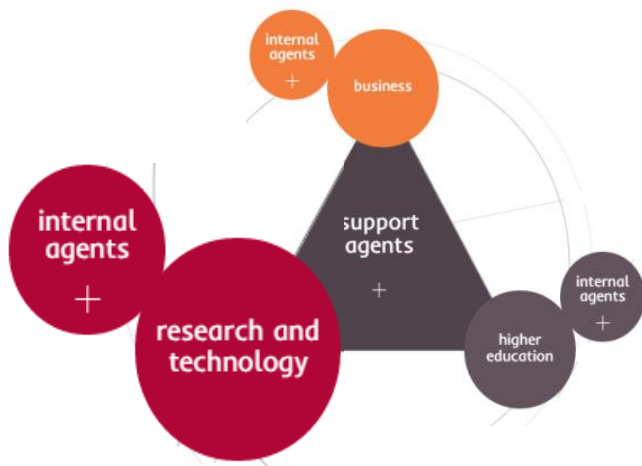 internal
agents
+
business
support
agents
+
internal
agents
+
research and
technology
internal
agents
+
higher
education